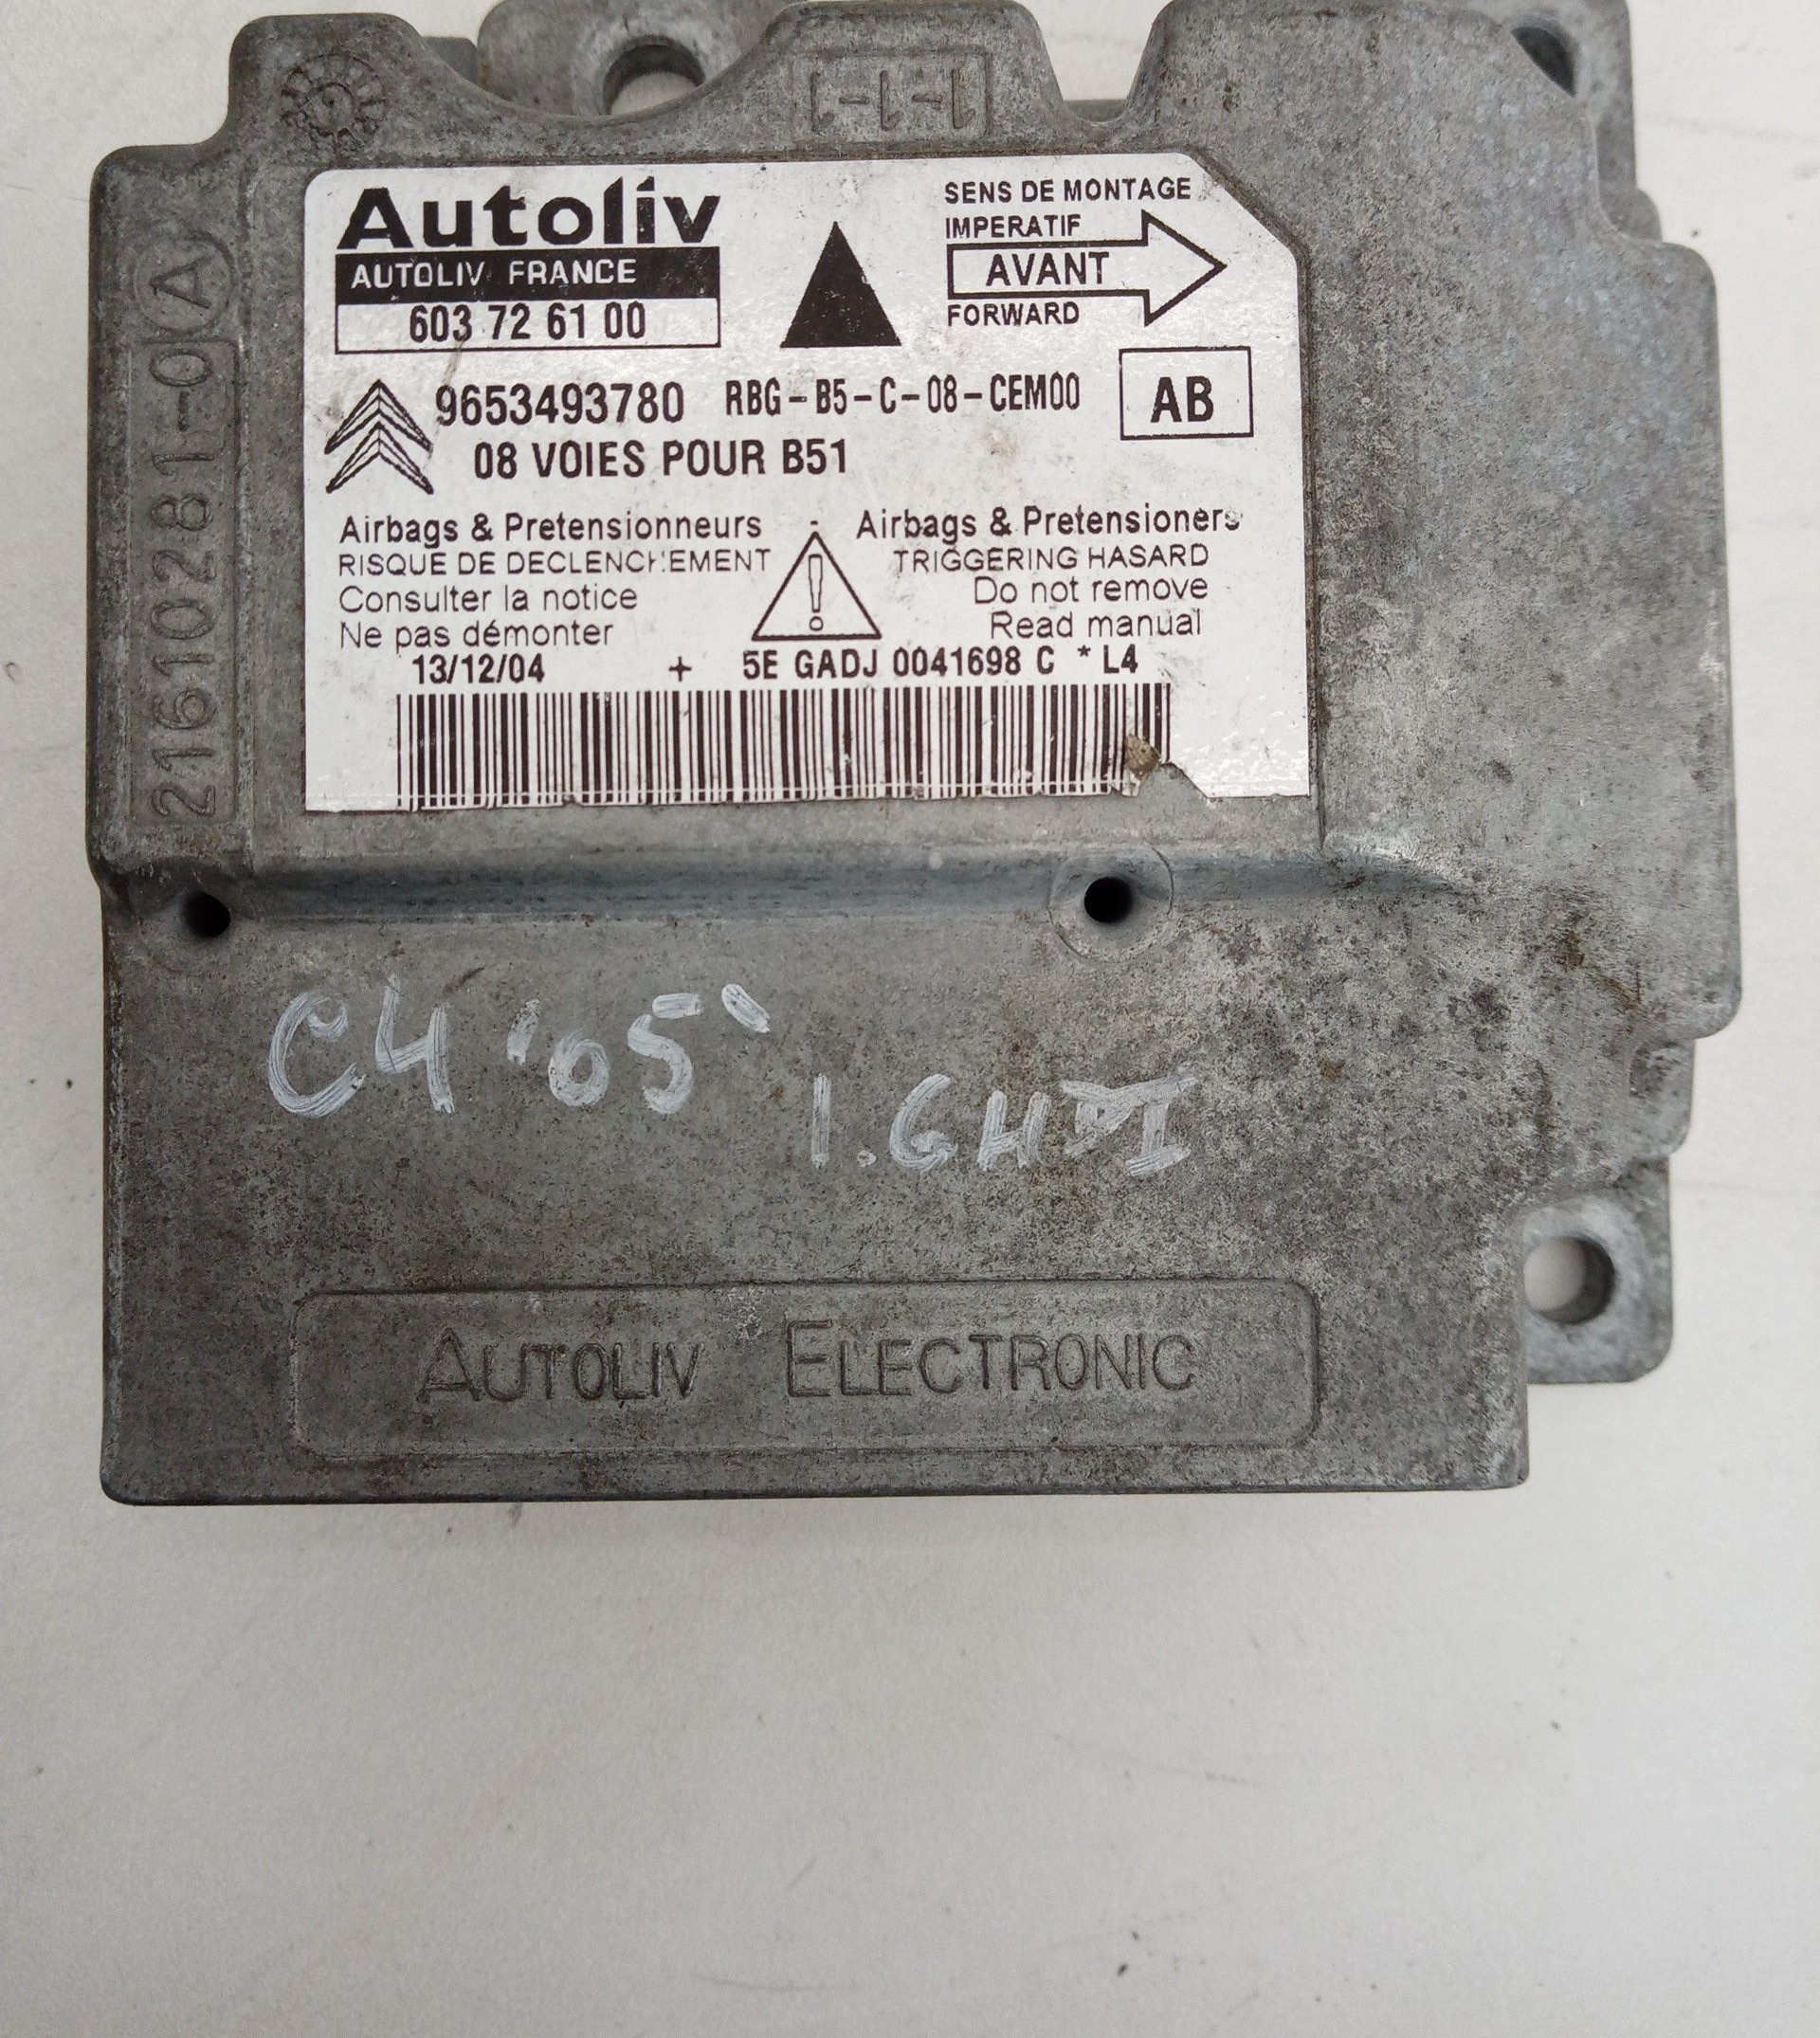 1-1-1
Autoliv
AUTOLIV FRANCE
603 72 61 00
SENS DE MONTAGE
IMPERATIF
AVANT
FORWARD
9653493780 RBG-B5-C-08-CEM00
AB
08 VOIES POUR B51
Airbags & Pretensionneurs
RISQUE DE DECLENCHEMENT
Consulter la notice
Ne pas démonter
Airbags & Pretensioners
TRIGGERING HASARD
Do not remove
Read manual
13/12/04 + 5E GADJ 0041698 C * L4
21610281-0 A
C4 '05'
1.6HDI
AUTOLIV ELECTRONIC